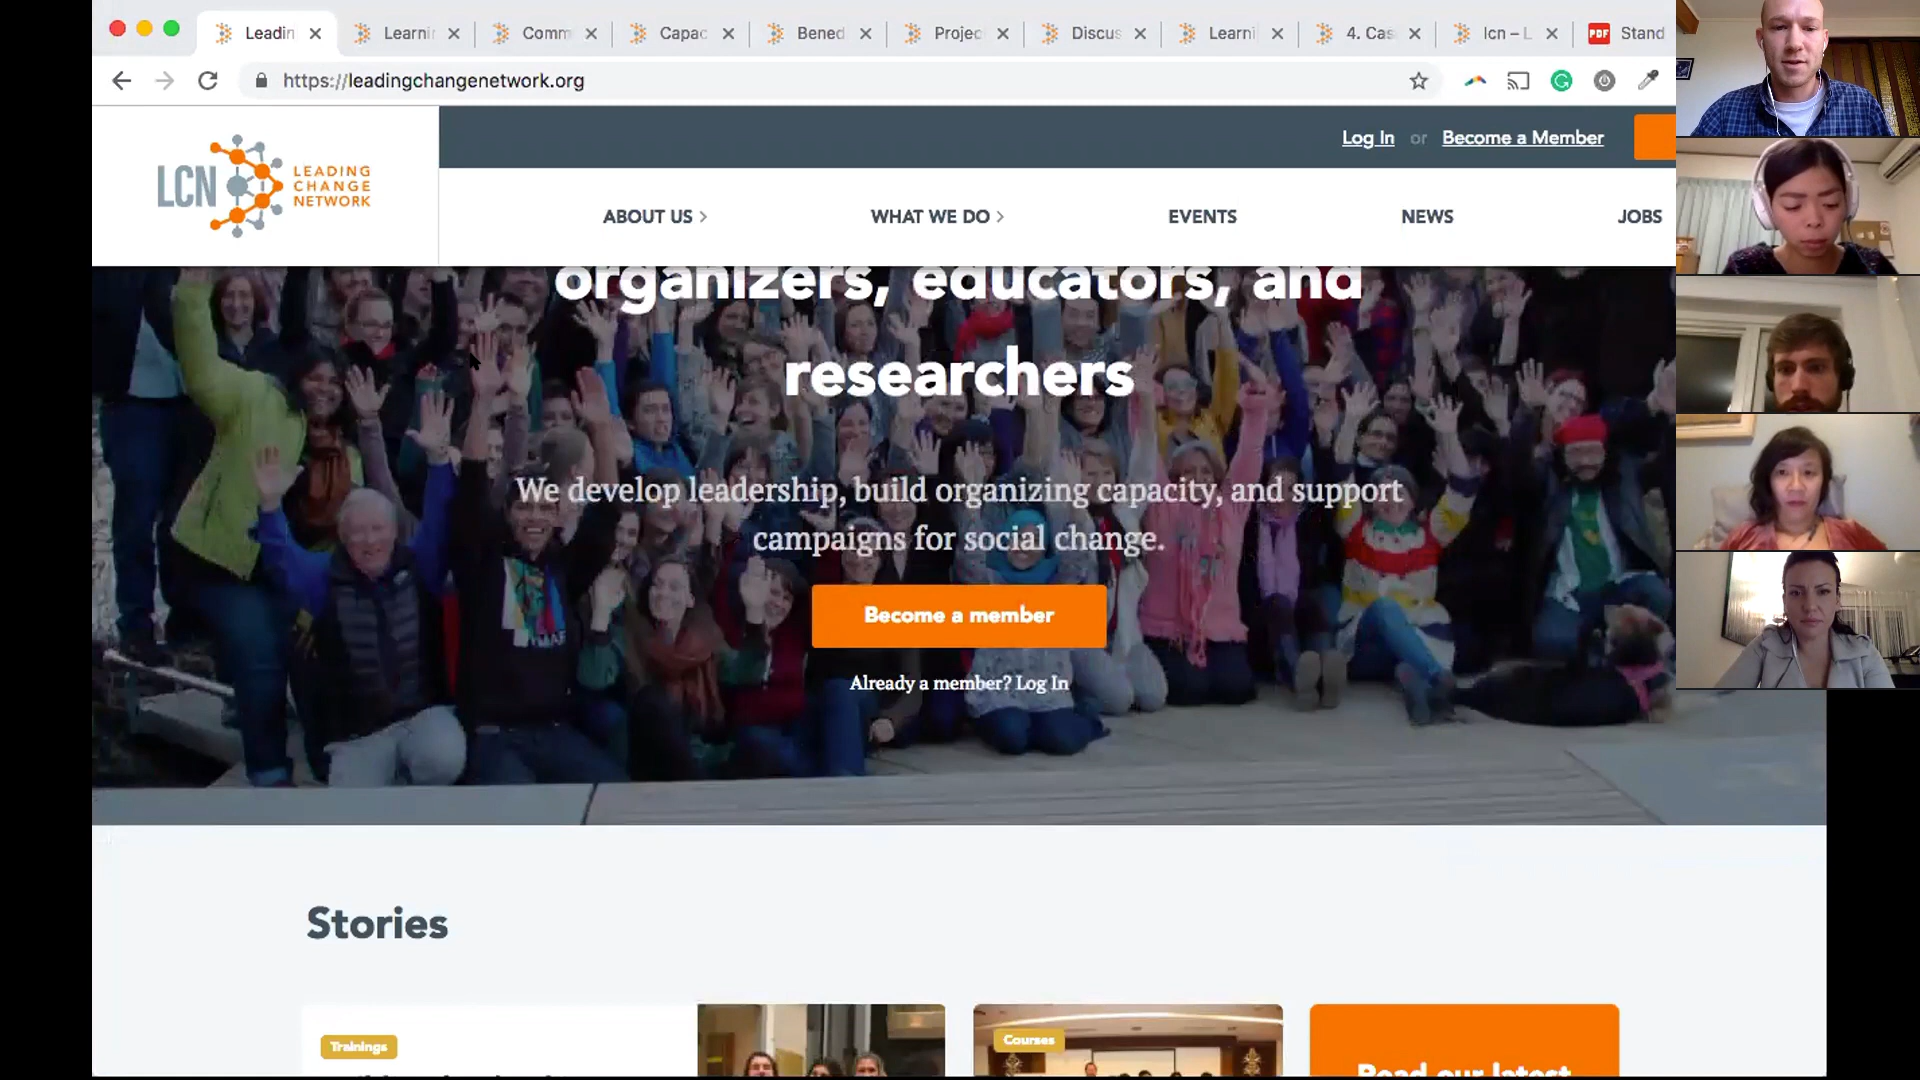 Leadin
Learnin
Comm
Capac
Bened
Projec
Discus
Learni
4. Cas
lcn – L
PDF
Stand
https://leadingchangenetwork.org
Log In or Become a Member
LCN
LEADING
CHANGE
NETWORK
ABOUT US >
WHAT WE DO >
EVENTS
NEWS
JOBS
organizers, educators, and
researchers
We develop leadership, build organizing capacity, and support
campaigns for social change.
Become a member
Already a member? Log In
Stories
Trainings
Courses
Read our latest